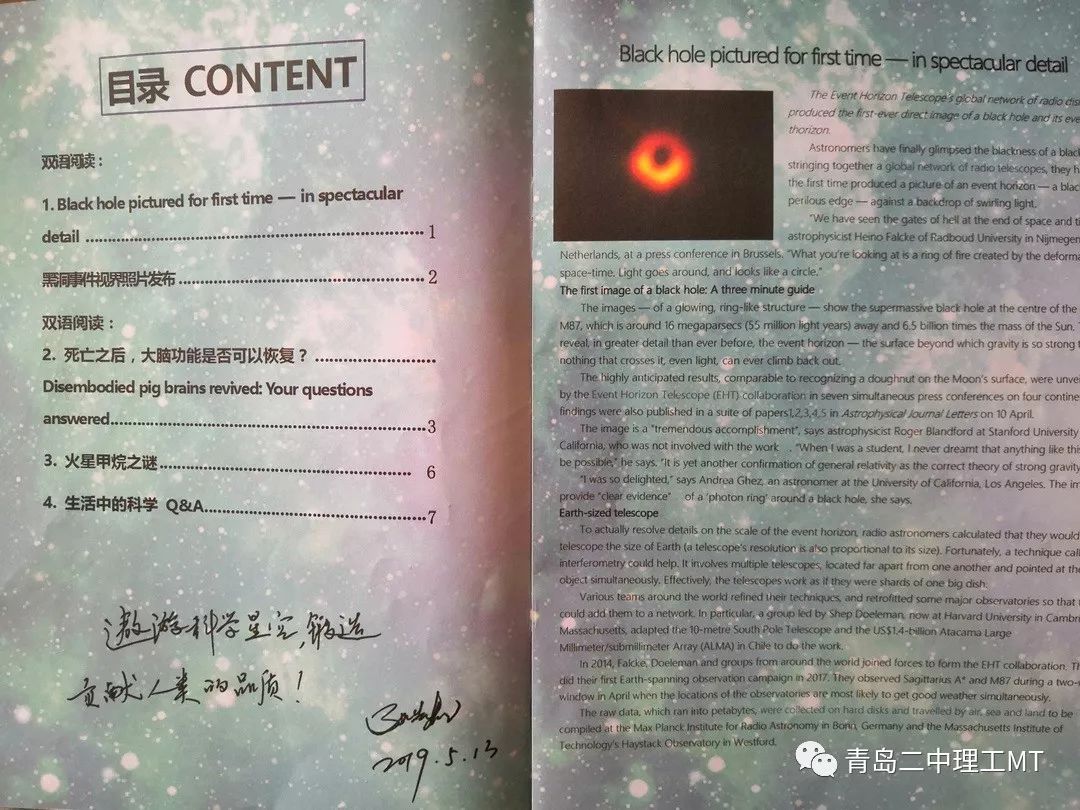 目录 CONTENT
双语阅读：
1. Black hole pictured for first time — in spectacular
detail ........................................................................ 1
黑洞事件视界照片发布 ...................................................... 2
双语阅读：
2. 死亡之后，大脑功能是否可以恢复？ ........................
Disembodied pig brains revived: Your questions
answered.................................................................3
3. 火星甲烷之谜...................................................... 6
4. 生活中的科学 Q&A................................................7
遨游科学星空，锻造
贡献人类的品质！
2019.5.13
Black hole pictured for first time — in spectacular detail
The Event Horizon Telescope's global network of radio dis
produced the first-ever direct image of a black hole and its eve
thorizon.
Astronomers have finally glimpsed the blackness of a black
stringing together a global network of radio telescopes, they h
the first time produced a picture of an event horizon — a blac
perilous edge — against a backdrop of swirling light.
"We have seen the gates of hell at the end of space and ti
astrophysicist Heino Falcke of Radboud University in Nijmegen
Netherlands, at a press conference in Brussels. "What you're looking at is a ring of fire created by the deforma
space-time. Light goes around, and looks like a circle."
The first image of a black hole: A three minute guide
The images — of a glowing, ring-like structure — show the supermassive black hole at the centre of the
M87, which is around 16 megaparsecs (55 million light years) away and 6.5 billion times the mass of the Sun.
reveal, in greater detail than ever before, the event horizon — the surface beyond which gravity is so strong t
nothing that crosses it, even light, can ever climb back out.
The highly anticipated results, comparable to recognizing a doughnut on the Moon's surface, were unve
by the Event Horizon Telescope (EHT) collaboration in seven simultaneous press conferences on four contine
findings were also published in a suite of papers1,2,3,4,5 in Astrophysical Journal Letters on 10 April.
The image is a "tremendous accomplishment", says astrophysicist Roger Blandford at Stanford University
California, who was not involved with the work . "When I was a student, I never dreamt that anything like this
be possible," he says. "It is yet another confirmation of general relativity as the correct theory of strong gravity
"I was so delighted," says Andrea Ghez, an astronomer at the University of California, Los Angeles. The im
provide "clear evidence" of a 'photon ring' around a black hole, she says.
Earth-sized telescope
To actually resolve details on the scale of the event horizon, radio astronomers calculated that they would
telescope the size of Earth (a telescope's resolution is also proportional to its size). Fortunately, a technique call
interferometry could help. It involves multiple telescopes, located far apart from one another and pointed at the
object simultaneously. Effectively, the telescopes work as if they were shards of one big dish.
Various teams around the world refined their techniques, and retrofitted some major observatories so that t
could add them to a network. In particular, a group led by Shep Doeleman, now at Harvard University in Cambri
Massachusetts, adapted the 10-metre South Pole Telescope and the US$1.4-billion Atacama Large
Millimeter/submillimeter Array (ALMA) in Chile to do the work.
In 2014, Falcke, Doeleman and groups from around the world joined forces to form the EHT collaboration. Th
did their first Earth-spanning observation campaign in 2017. They observed Sagittarius A* and M87 during a two-
window in April when the locations of the observatories are most likely to get good weather simultaneously.
The raw data, which ran into petabytes, were collected on hard disks and travelled by air, sea and land to be
compiled at the Max Planck Institute for Radio Astronomy in Bonn, Germany and the Massachusetts Institute of
Technology's Haystack Observatory in Westford.
青岛二中理工MT